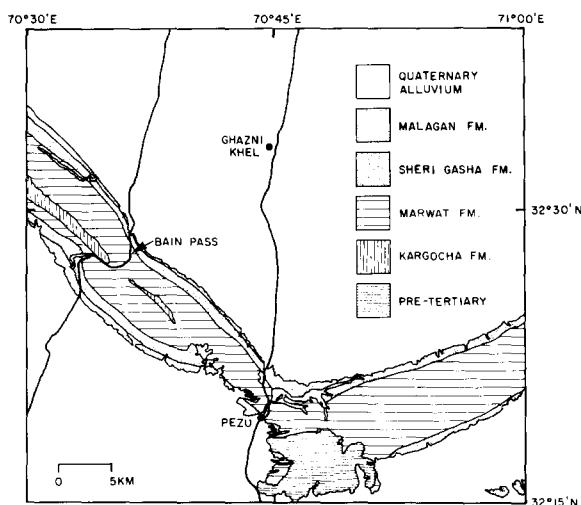 70°30'E
70°45'E
71°00'E
QUATERNARY
ALLUVIUM
MALAGAN FM.
SHERI GASHA FM.
MARWAT FM.
KARGOCHA FM.
PRE-TERTIARY
GHAZNI
KHEL
32°30'N
BAIN PASS
PEZU
0 5KM
32°15'N